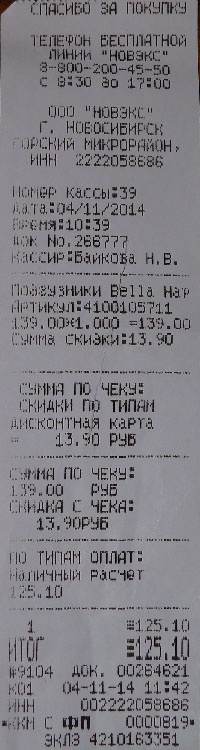 СПАСИБО ЗА ПОКУПКУ
ТЕЛЕФОН БЕСПЛАТНОЙ
ЛИНИИ "НОВЭКС"
8-800-200-45-50
С 8:30 до 17:00
ООО "НОВЭКС"
Г. НОВОСИБИРСК
ГОРСКИЙ МИКРОРАЙОН,
ИНН 2222058686
Номер кассы:39
Дата:04/11/2014
Время:10:39
Док No.266777
Кассир:Байкова Н.В.
Подгузники Bella Hap
Артикул:4100105711
139.00*1.000 =139.00
Сумма скидки:13.90
СУММА ПО ЧЕКУ:
СКИДКИ ПО ТИПАМ
Дисконтная карта
= 13.90 РУБ
СУММА ПО ЧЕКУ:
139.00 РУБ
СКИДКА С ЧЕКА:
13.90РУБ
ПО ТИПАМ ОПЛАТ:
Наличный расчет
125.10
1 ≡125.10
ИТОГ ≡125.10
#9104 ДОК. 00264621
К01 04-11-14 11:42
ИНН 002222058686
*ККМ С ФП 0000819*
ЭКЛЗ 4210163351